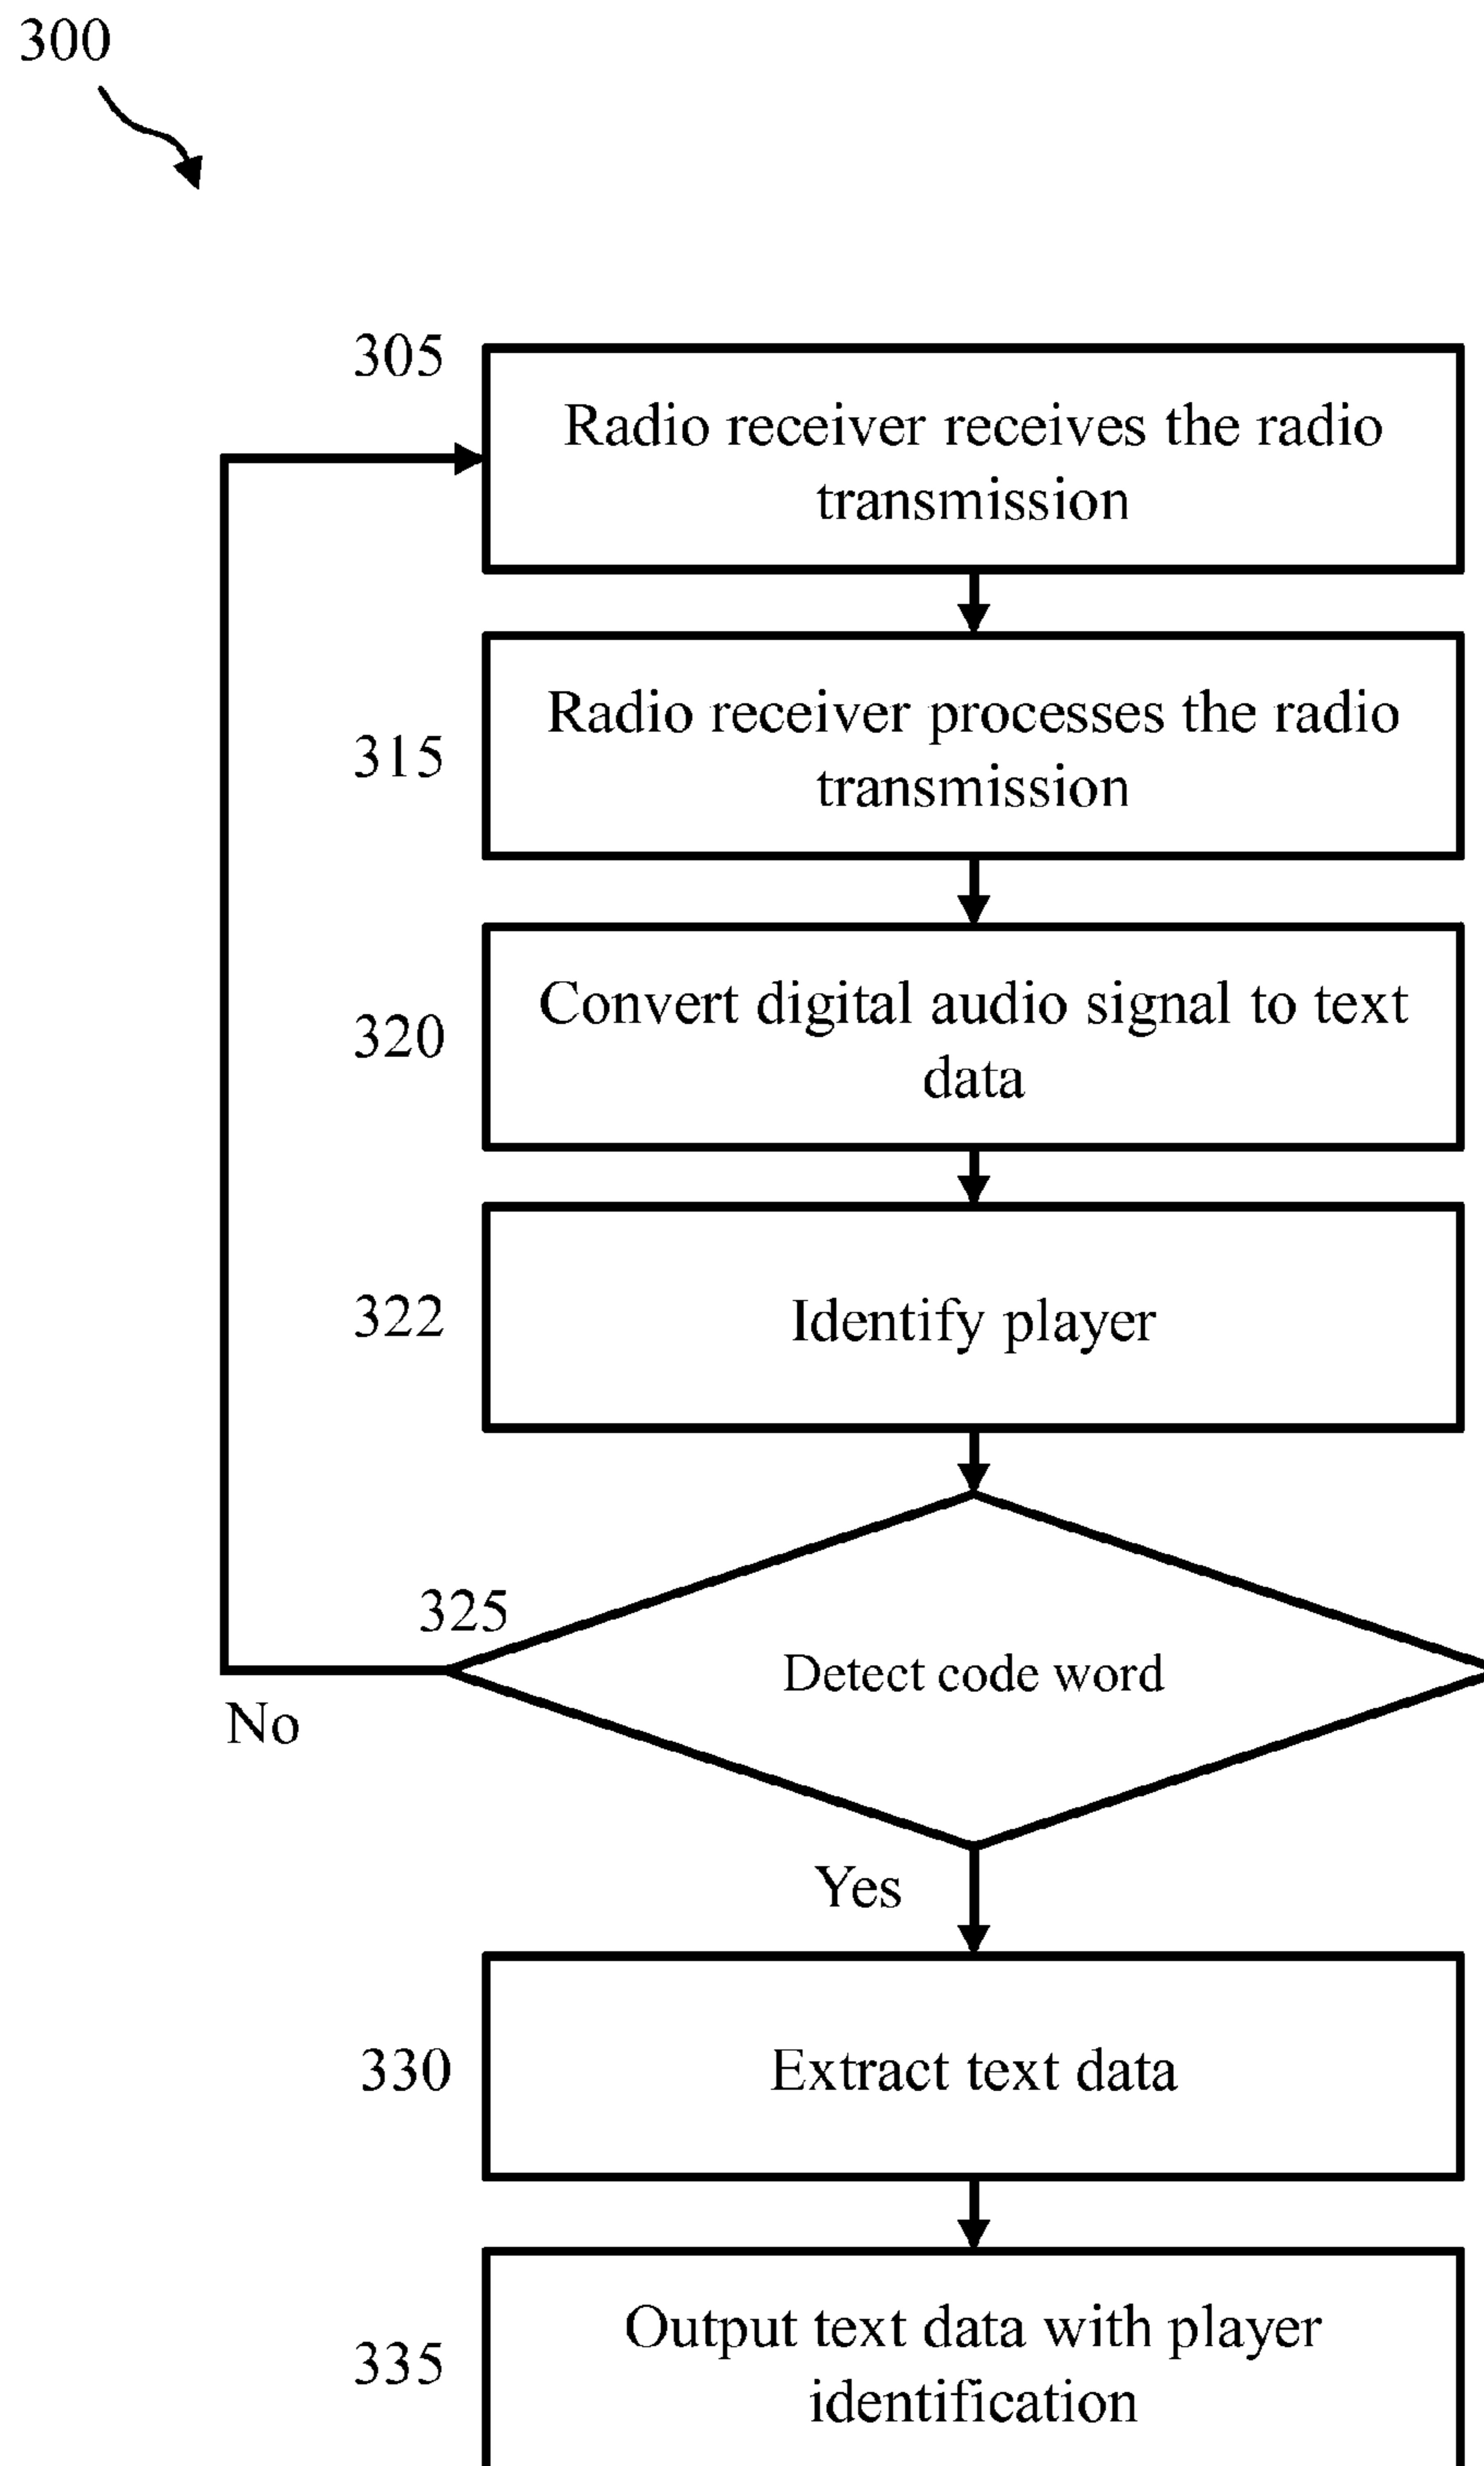 300
305
Radio receiver receives the radio
transmission
Radio receiver processes the radio
transmission
315
Convert digital audio signal to text
data
320
Identify player
322
325
Detect code word
No
Yes
Extract text data
330
Output text data with player
identification
335